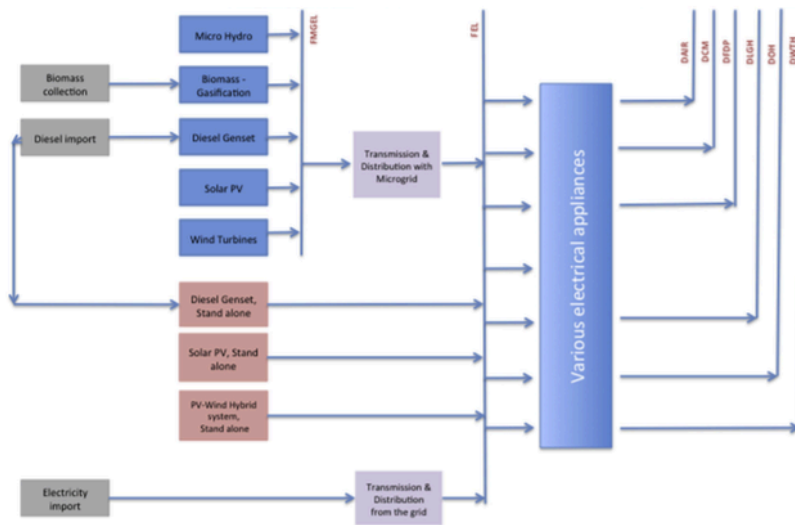 Micro Hydro
FMGEL
FEL
DAIR
DCM
DFDP
DLGH
DOH
DWTH
Biomass
collection
Biomass -
Gasification
Diesel import
Diesel Genset
Transmission &
Distribution with
Microgrid
Solar PV
Wind Turbines
Various electrical appliances
Diesel Genset,
Stand alone
Solar PV, Stand
alone
PV-Wind Hybrid
system,
Stand alone
Electricity
import
Transmission &
Distribution
from the grid